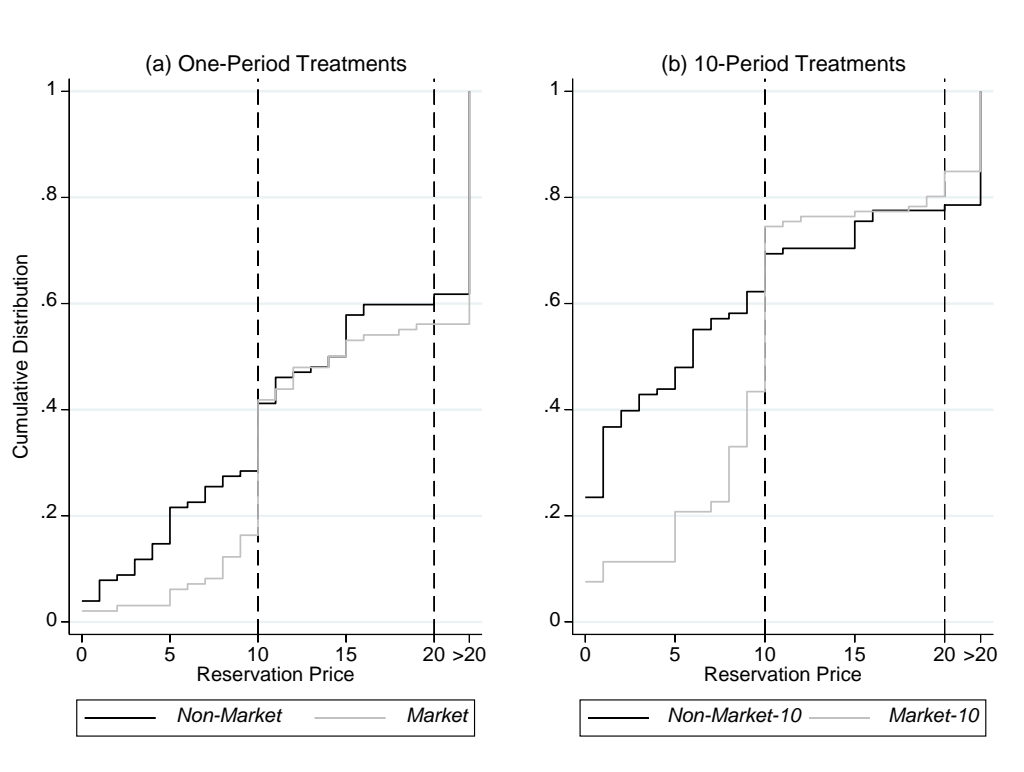 (a) One-Period Treatments
Cumulative Distribution
1
.8
.6
.4
.2
0
0 5 10 15 20 >20
Reservation Price
Non-Market Market
(b) 10-Period Treatments
1
.8
.6
.4
.2
0
0 5 10 15 20 >20
Reservation Price
Non-Market-10 Market-10